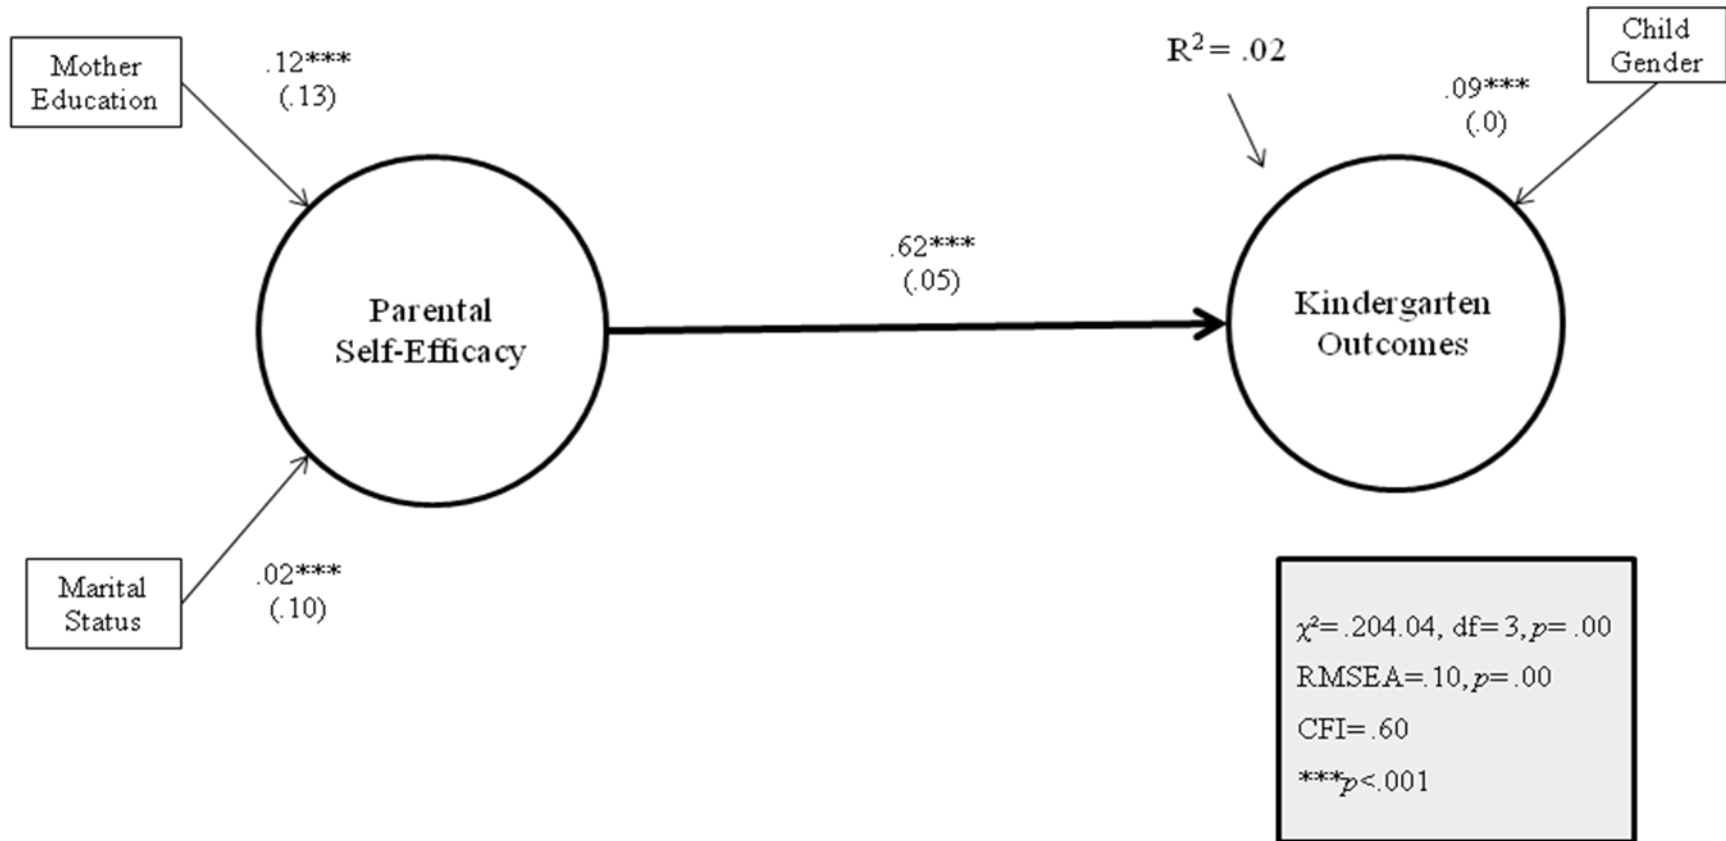 Mother
Education
.12***
(.13)
R²= .02
Child
Gender
.09***
(.0)
Parental
Self-Efficacy
.62***
(.05)
Kindergarten
Outcomes
Marital
Status
.02***
(.10)
χ²= .204.04, df= 3, p= .00
RMSEA=.10, p= .00
CFI= .60
***p<.001